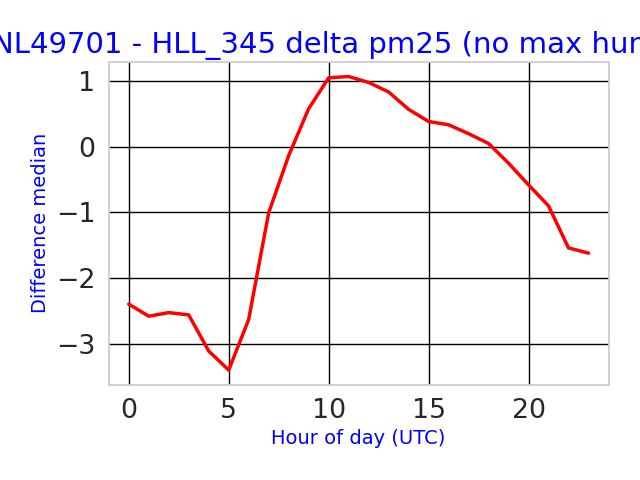 NL49701 - HLL_345 delta pm25 (no max hum
Difference median
1
0
−1
−2
−3
0 5 10 15 20
Hour of day (UTC)